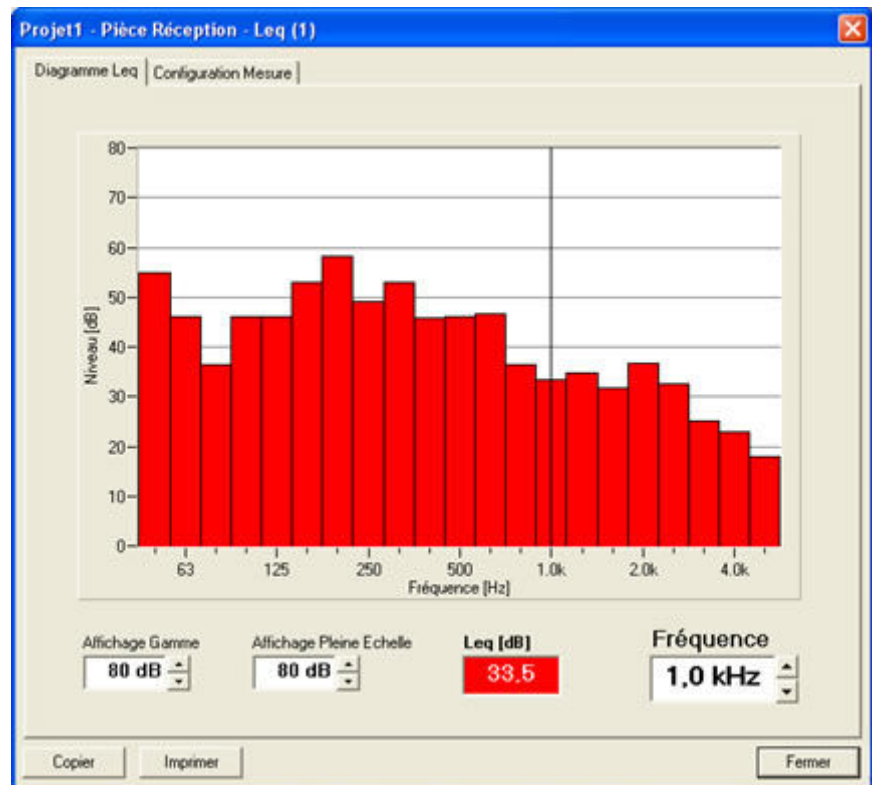 Projet1 - Pièce Réception - Leq (1)
Diagramme Leq
Configuration Mesure
80
70
60
50
40
30
20
10
0
Niveau [dB]
63
125
250
500
1.0k
2.0k
4.0k
Fréquence [Hz]
Affichage Gamme
80 dB
Affichage Pleine Echelle
80 dB
Leq [dB]
33,5
Fréquence
1,0 kHz
Copier
Imprimer
Fermer